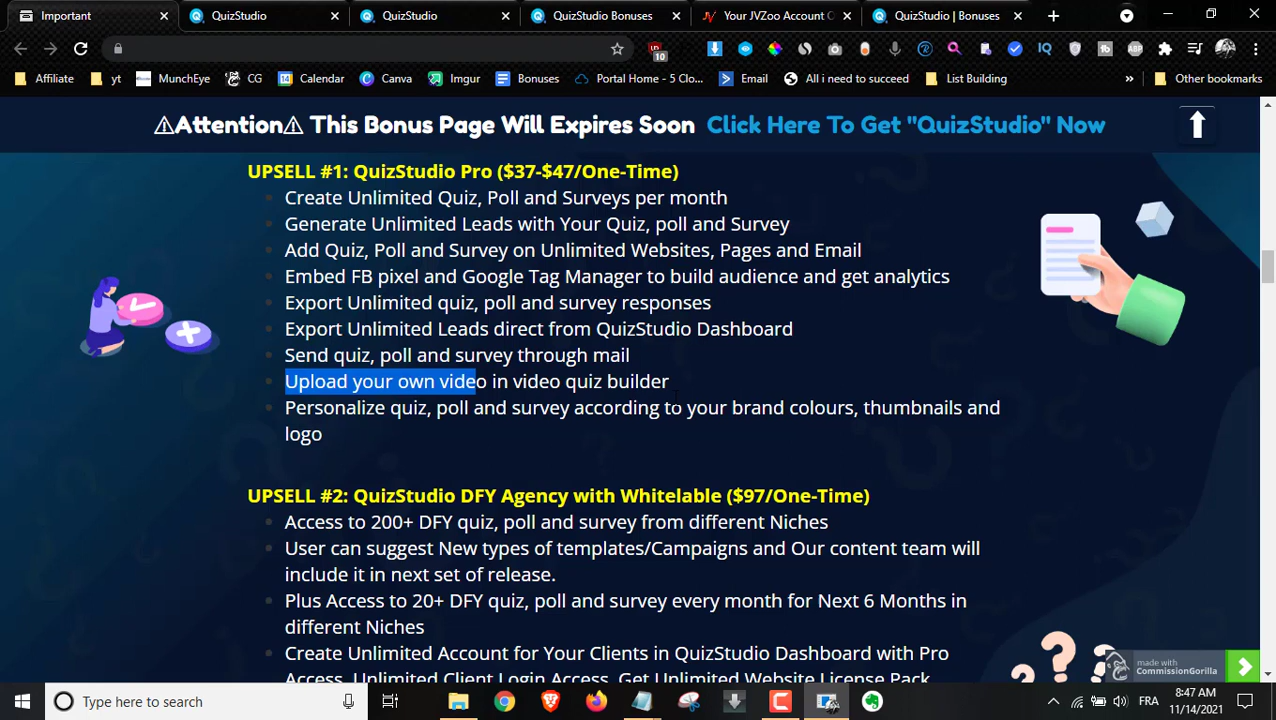 Important
QuizStudio
QuizStudio
QuizStudio Bonuses
Your JVZoo Account O
QuizStudio | Bonuses
10
Affiliate
yt
MunchEye
CG
Calendar
Canva
Imgur
Bonuses
Portal Home - 5 Clo...
Email
All i need to succeed
List Building
»
Other bookmarks
⚠Attention⚠ This Bonus Page Will Expires Soon Click Here To Get "QuizStudio" Now
UPSELL #1: QuizStudio Pro ($37-$47/One-Time)
Create Unlimited Quiz, Poll and Surveys per month
Generate Unlimited Leads with Your Quiz, poll and Survey
Add Quiz, Poll and Survey on Unlimited Websites, Pages and Email
Embed FB pixel and Google Tag Manager to build audience and get analytics
Export Unlimited quiz, poll and survey responses
Export Unlimited Leads direct from QuizStudio Dashboard
Send quiz, poll and survey through mail
Upload your own video in video quiz builder
Personalize quiz, poll and survey according to your brand colours, thumbnails and
logo
UPSELL #2: QuizStudio DFY Agency with Whitelable ($97/One-Time)
Access to 200+ DFY quiz, poll and survey from different Niches
User can suggest New types of templates/Campaigns and Our content team will
include it in next set of release.
Plus Access to 20+ DFY quiz, poll and survey every month for Next 6 Months in
different Niches
Create Unlimited Account for Your Clients in QuizStudio Dashboard with Pro
Access, Unlimited Client Login Access, Get Unlimited Website License Pack
made with
CommissionGorilla
Type here to search
FRA
8:47 AM
11/14/2021